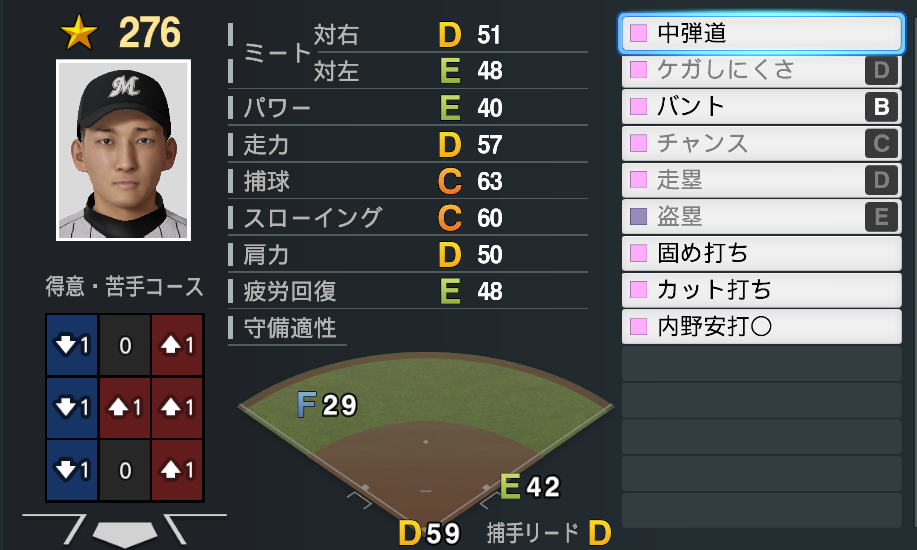 276
ミート 対右 D 51
対左 E 48
パワー E 40
走力 D 57
捕球 C 63
スローイング C 60
肩力 D 50
疲労回復 E 48
守備適性
得意・苦手コース
1 0 1
1 1 1
1 0 1
F 29
E 42
D 59 捕手リード D
中弾道
ケガしにくさ D
バント B
チャンス C
走塁 D
盗塁 E
固め打ち
カット打ち
内野安打○
M